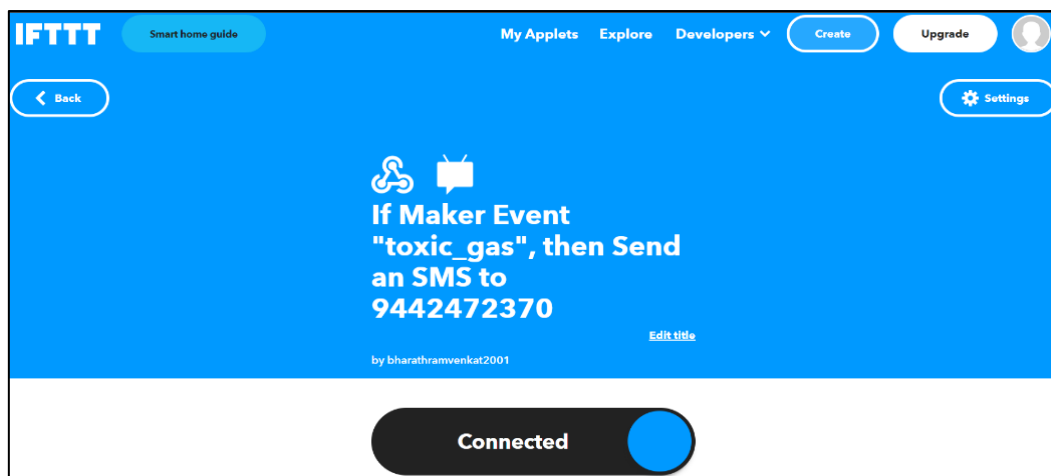 IFTTT
Smart home guide
My Applets Explore Developers
Create
Upgrade
Back
Settings
If Maker Event
"toxic_gas", then Send
an SMS to
9442472370
Edit title
by bharathramvenkat2001
Connected